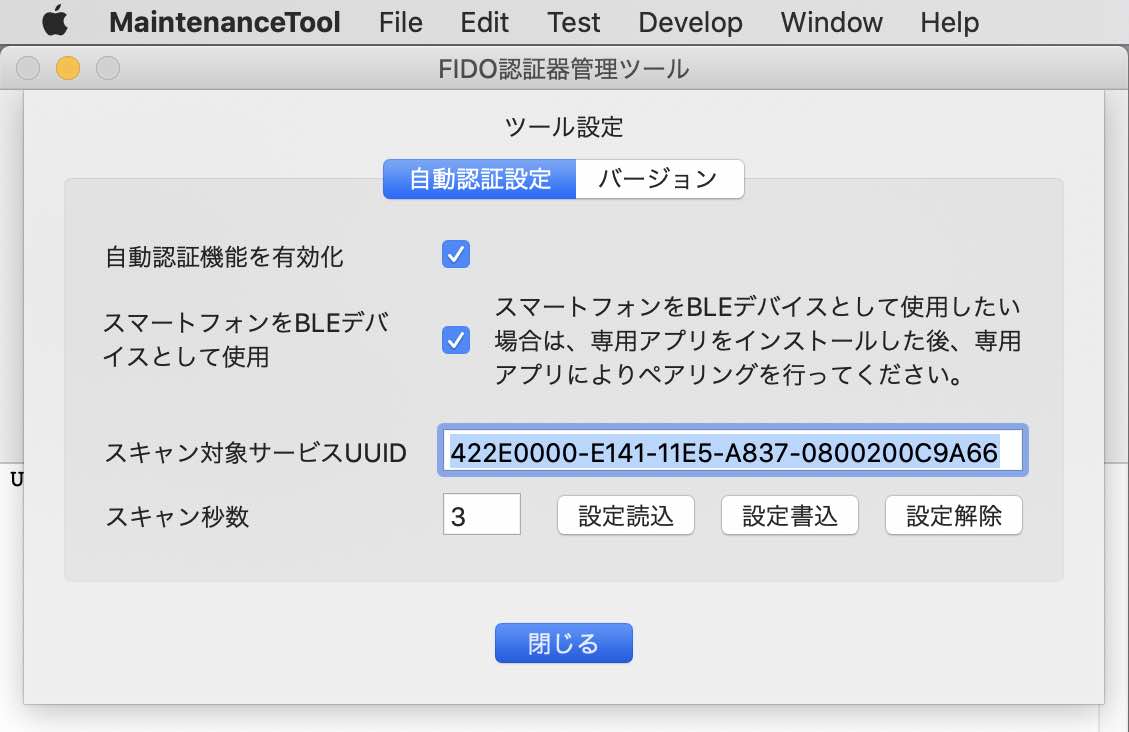 MaintenanceTool File Edit Test Develop Window Help
FIDO認証器管理ツール
ツール設定
自動認証設定 バージョン
自動認証機能を有効化
スマートフォンをBLEデバ
イスとして使用
スマートフォンをBLEデバイスとして使用したい
場合は、専用アプリをインストールした後、専用
アプリによりペアリングを行ってください。
スキャン対象サービスUUID 422E0000-E141-11E5-A837-0800200C9A66
U
スキャン秒数 3 設定読込 設定書込 設定解除
閉じる